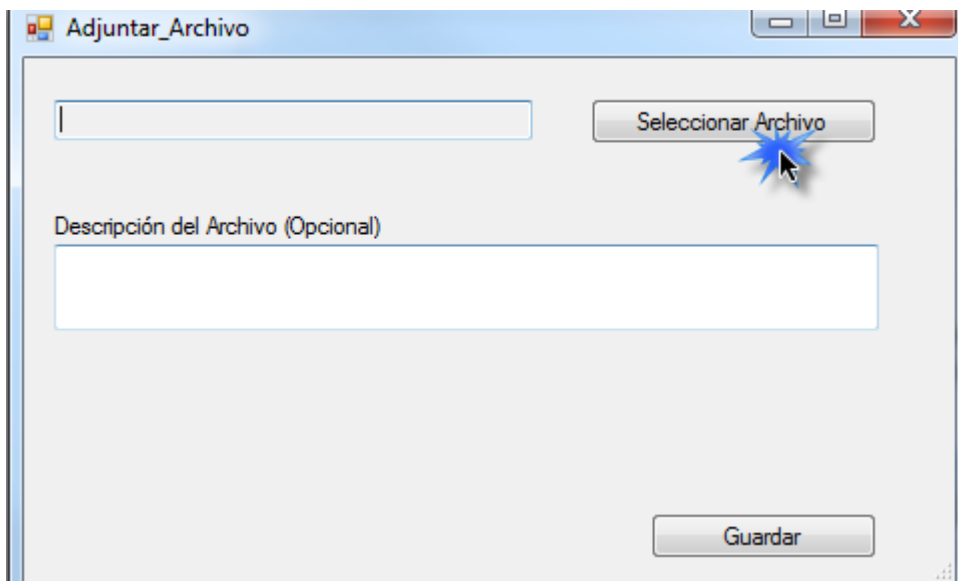 Adjuntar_Archivo
Seleccionar Archivo
Descripción del Archivo (Opcional)
Guardar